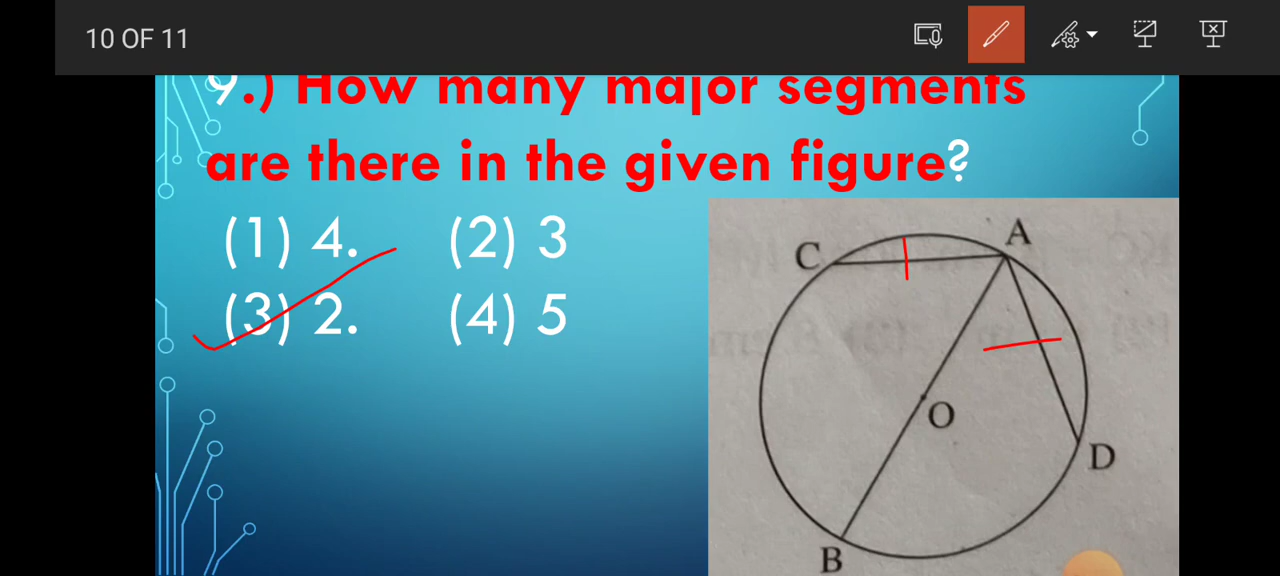 10 OF 11
9.) How many major segments
are there in the given figure?
(1) 4. (2) 3
(3) 2. (4) 5
A
C
O
D
B